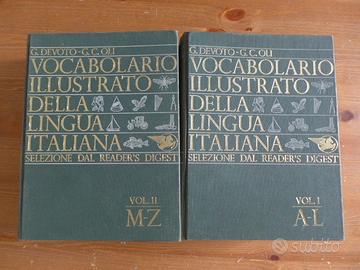 G. DEVOTO-G.C. OLI
VOCABOLARIO
ILLUSTRATO
DELLA
LINGUA
ITALIANA
SELEZIONE DAL READER'S DIGEST
VOL. II
M-Z
G. DEVOTO-G.C. OLI
VOCABOLARIO
ILLUSTRATO
DELLA
LINGUA
ITALIANA
SELEZIONE DAL READER'S DIGEST
VOL. I
A-L
subito